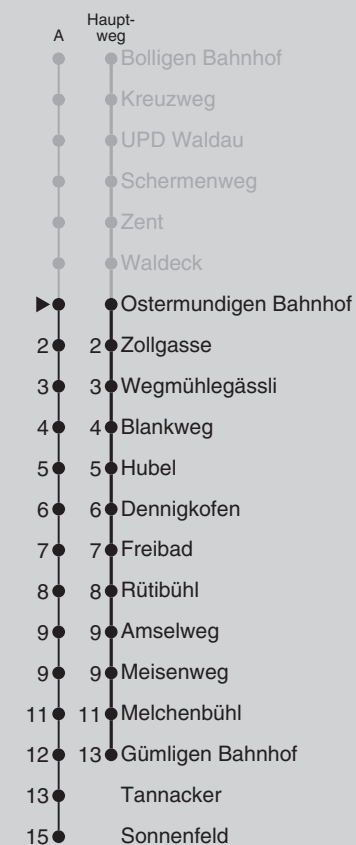 A Haupt-
weg
Bolligen Bahnhof
Kreuzweg
UPD Waldau
Schermenweg
Zent
Waldeck
Ostermundigen Bahnhof
2 2 Zollgasse
3 3 Wegmühlegässli
4 4 Blankweg
5 5 Hubel
6 6 Dennigkofen
7 7 Freibad
8 8 Rütibühl
9 9 Amselweg
9 9 Meisenweg
11 11 Melchenbühl
12 13 Gümligen Bahnhof
13 Tannacker
15 Sonnenfeld